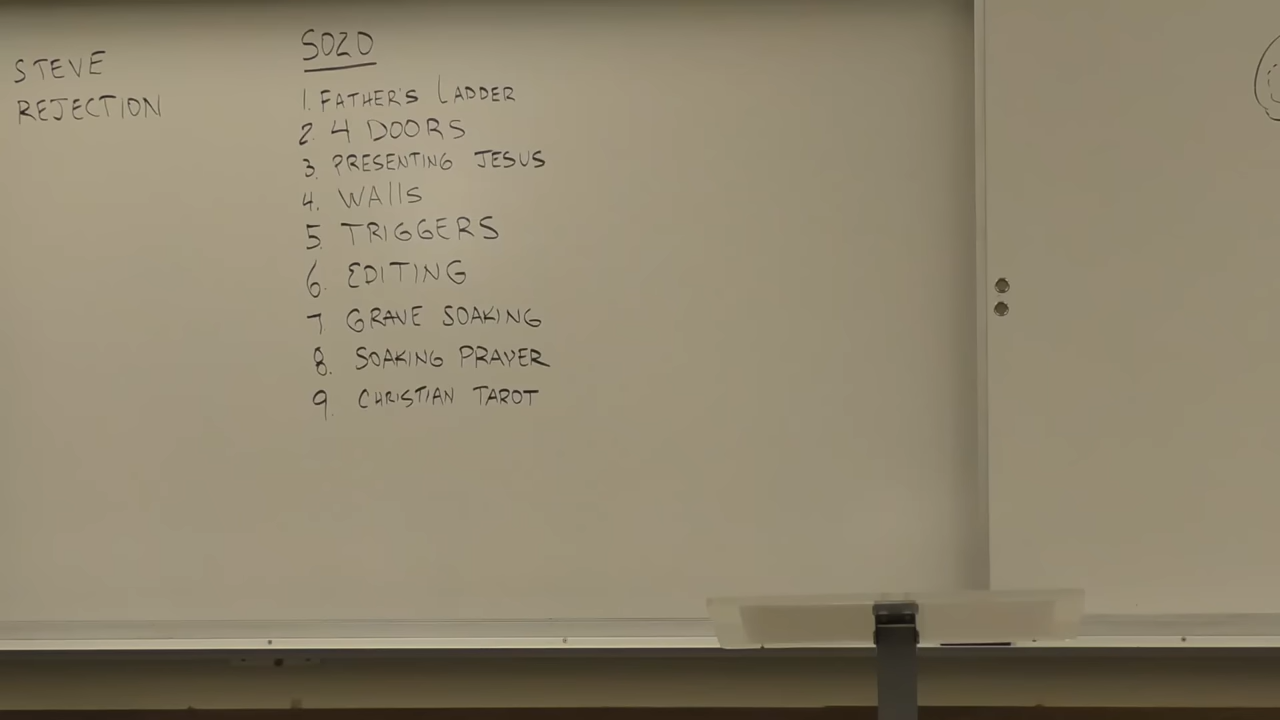 STEVE
REJECTION
SOZO
1. FATHER'S LADDER
2. 4 DOORS
3. PRESENTING JESUS
4. WALLS
5. TRIGGERS
6. EDITING
7 GRAVE SOAKING
8. SOAKING PRAYER
9. CHRISTIAN TAROT